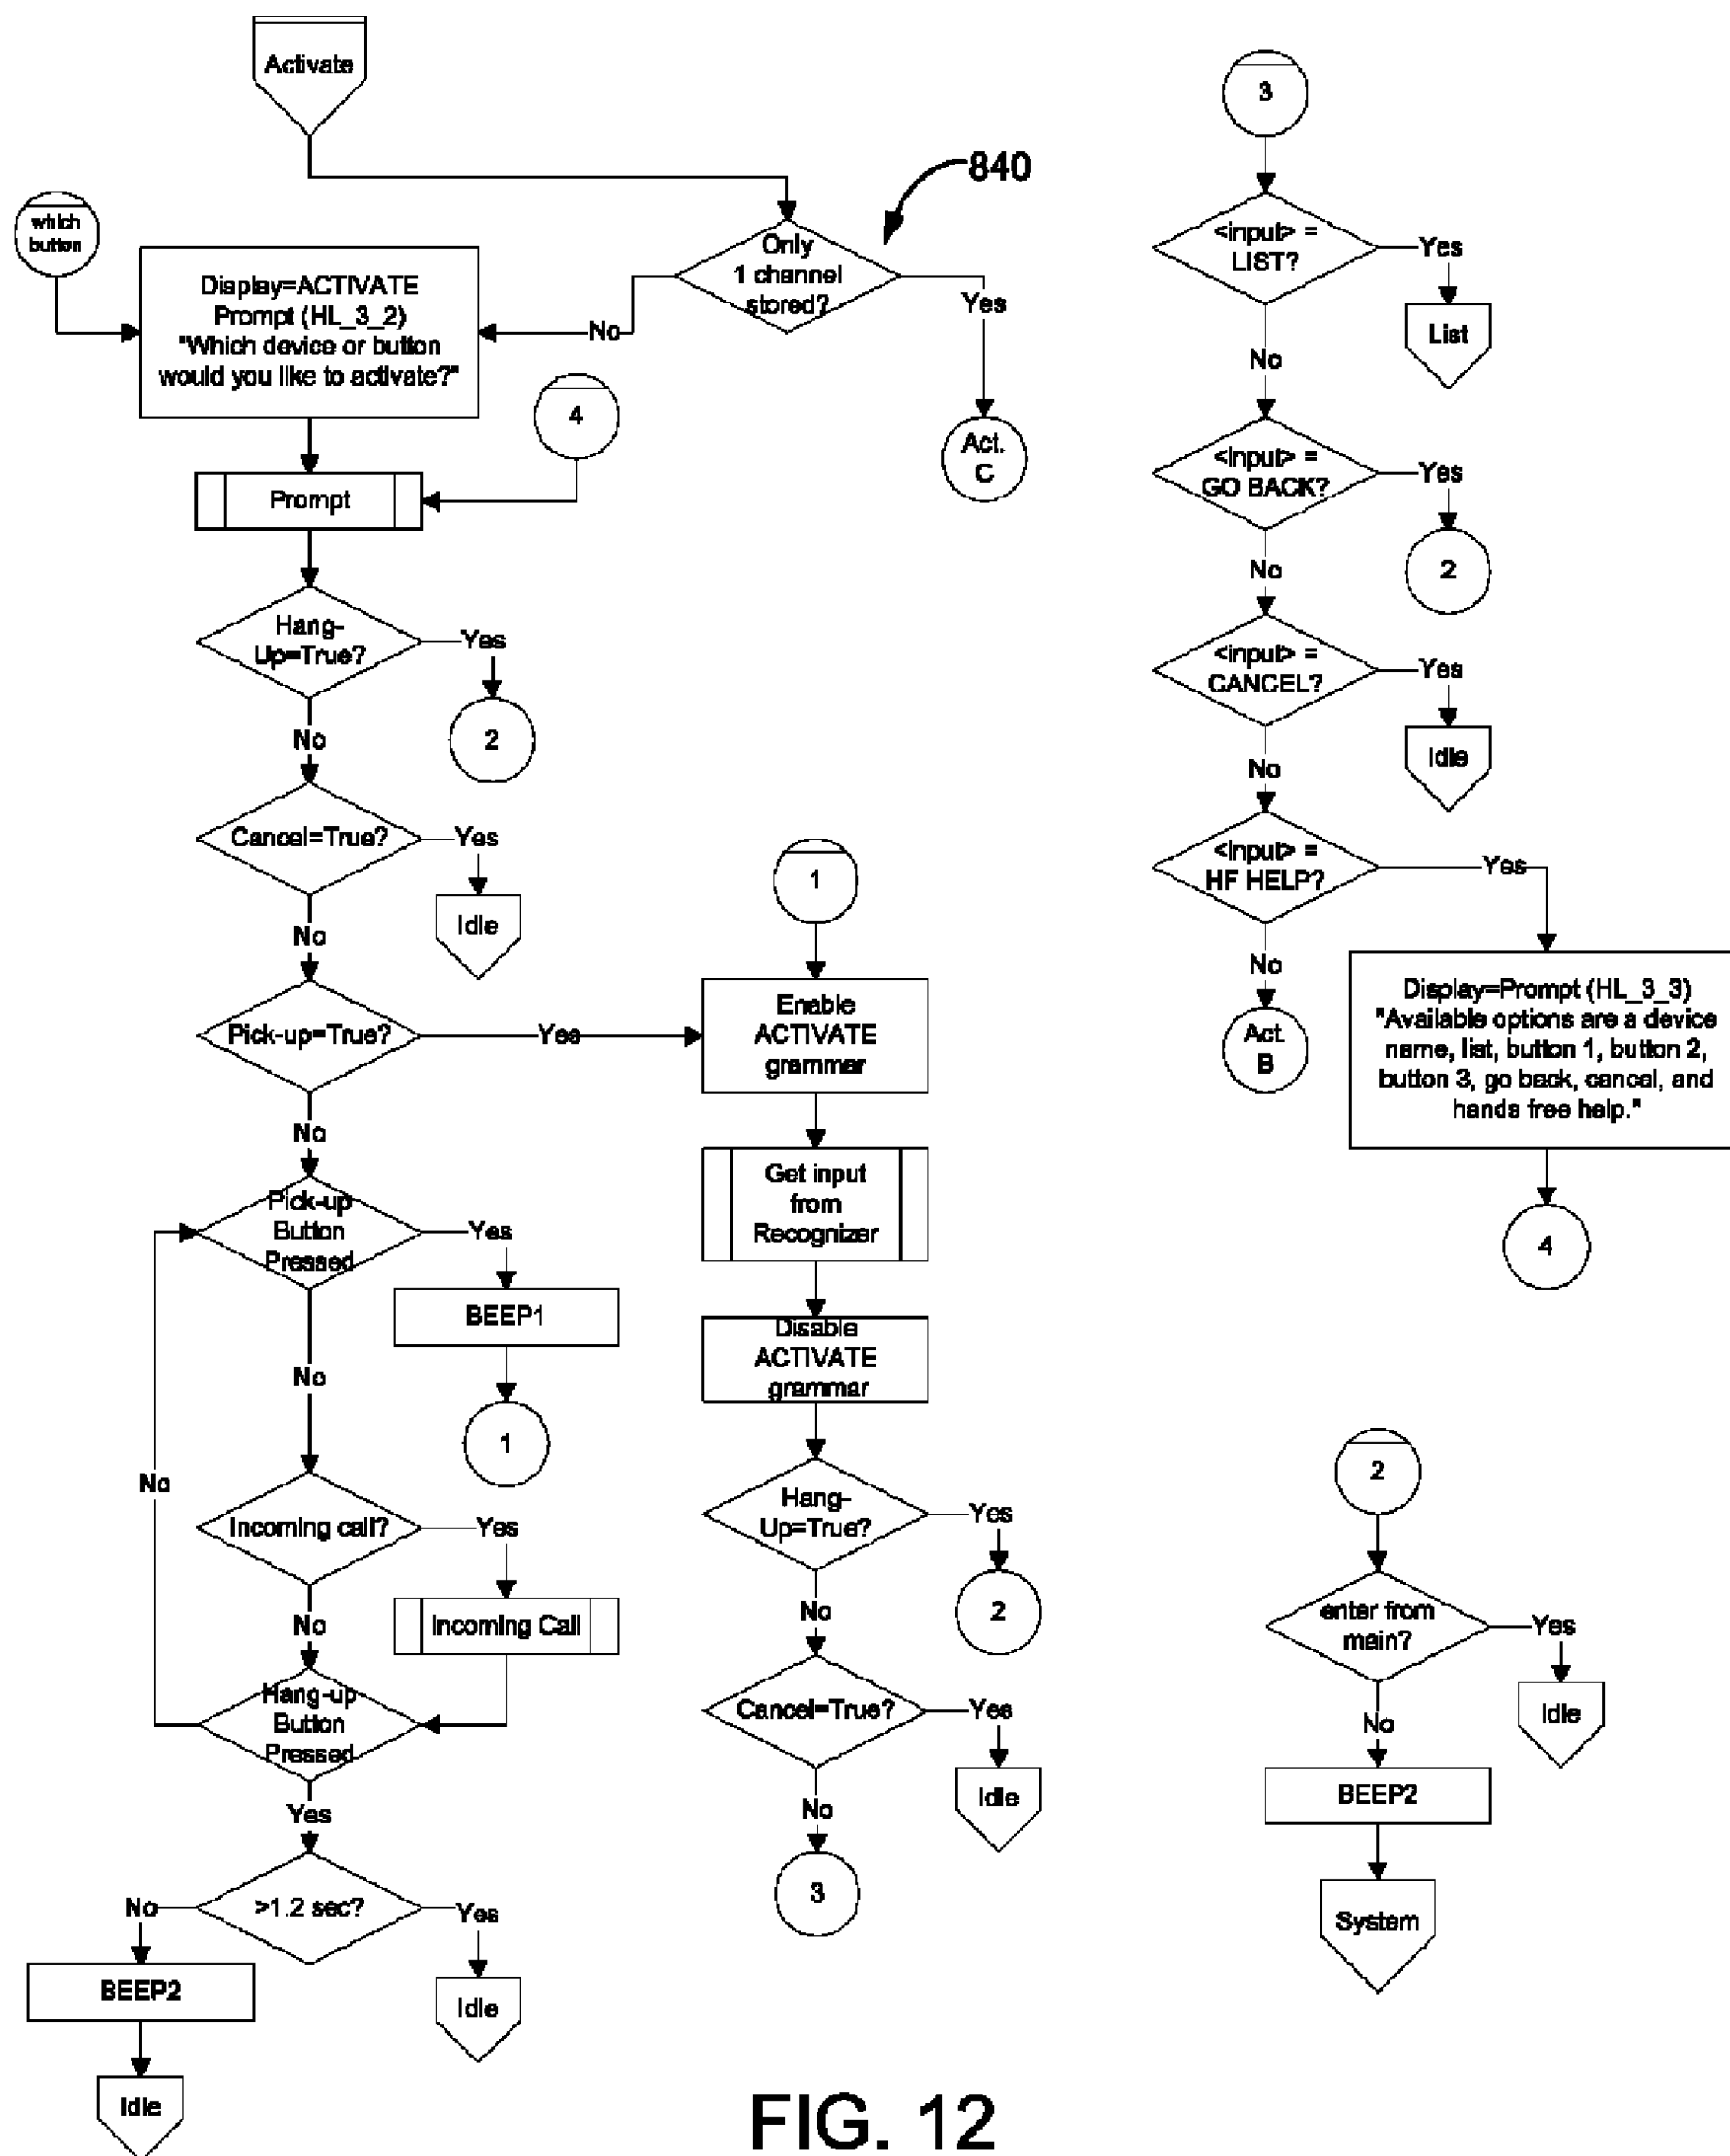 Activate
which
button
Display=ACTIVATE
Prompt (HL_3_2)
"Which device or button
would you like to activate?"
840
Only
1 channel
stored?
No
Yes
Act.
C
4
Prompt
Hang-
Up=True?
Yes
2
No
Cancel=True?
Yes
Idle
No
Pick-up=True?
Yes
No
Pick-up
Button
Pressed
Yes
BEEP1
1
No
Incoming call?
Yes
Incoming Call
No
Hang-up
Button
Pressed
No
Yes
>1.2 sec?
No
BEEP2
Idle
Yes
Idle
1
Enable
ACTIVATE
grammar
Get input
from
Recognizer
Disable
ACTIVATE
grammar
Hang-
Up=True?
Yes
2
No
Cancel=True?
Yes
Idle
No
3
3
<input> =
LIST?
Yes
List
No
<input> =
GO BACK?
Yes
2
No
<input> =
CANCEL?
Yes
Idle
No
<input> =
HF HELP?
Yes
No
Act.
B
Display=Prompt (HL_3_3)
"Available options are a device
name, list, button 1, button 2,
button 3, go back, cancel, and
hands free help."
4
2
enter from
main?
Yes
Idle
No
BEEP2
System
FIG. 12